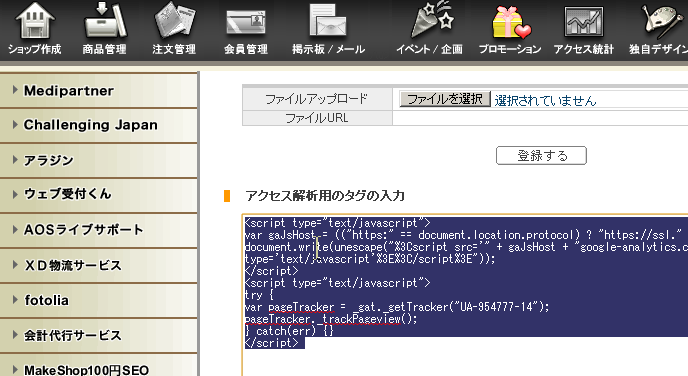 ショップ作成 商品管理 注文管理 会員管理 掲示板 / メール イベント / 企画 プロモーション アクセス統計 独自デザイン
Medipartner
Challenging Japan
アラジン
ウェブ受付くん
AOSライブサポート
XD物流サービス
fotolia
会計代行サービス
MakeShop100円SEO
ファイルアップロード ファイルを選択 選択されていません
ファイルURL
登録する
アクセス解析用のタグの入力
<script type="text/javascript">
var gaJsHost = (("https:" == document.location.protocol) ? "https://ssl."
document.write(unescape("%3Cscript src='" + gaJsHost + "google-analytics.c
type='text/javascript'%3E%3C/script%3E"));
</script>
<script type="text/javascript">
try {
var pageTracker = _gat._getTracker("UA-954777-14");
pageTracker._trackPageview();
} catch(err) {}
</script>